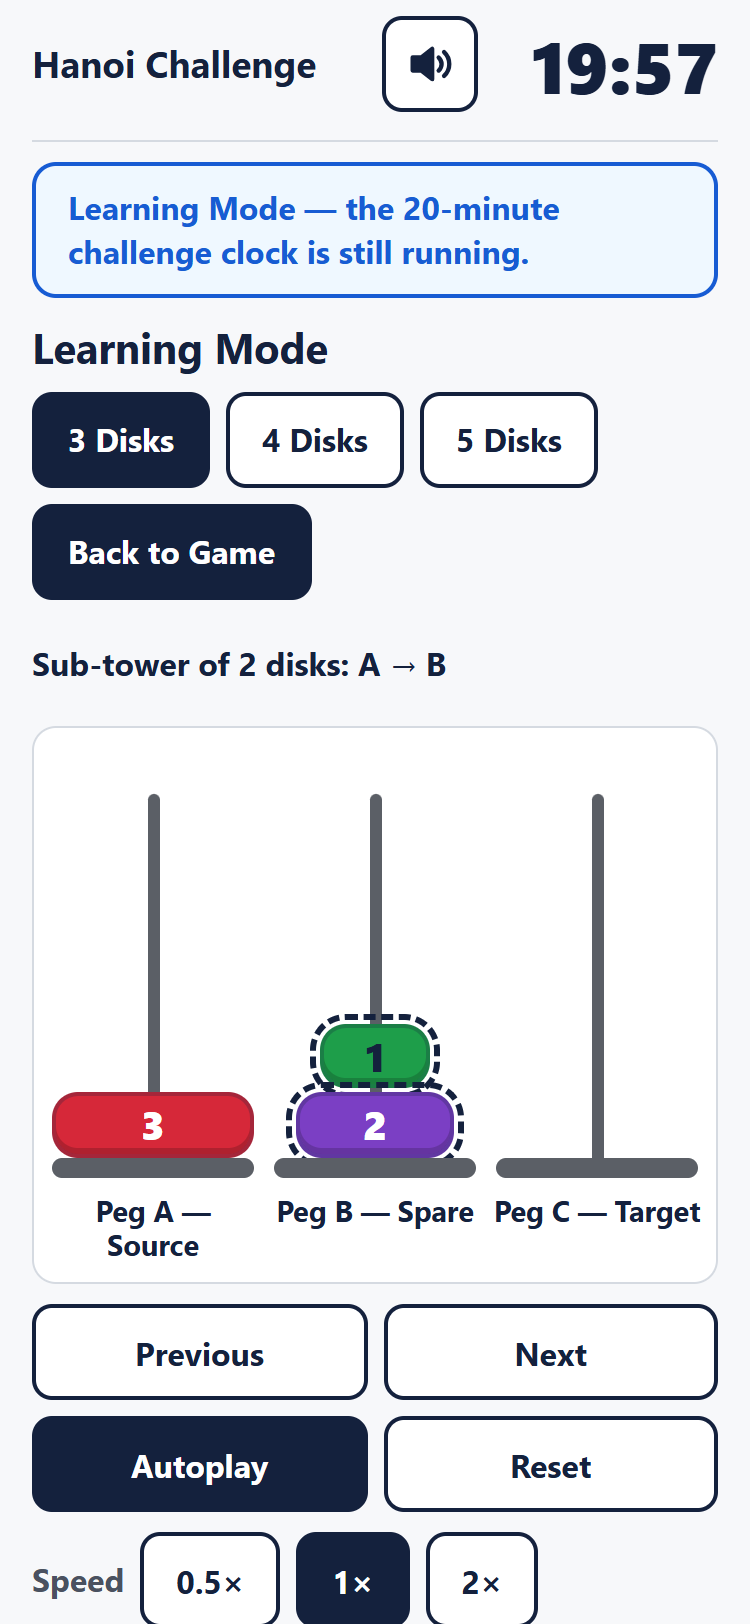 Hanoi Challenge
19:57
Learning Mode — the 20-minute
challenge clock is still running.
Learning Mode
3 Disks
4 Disks
5 Disks
Back to Game
Sub-tower of 2 disks: A → B
1
3
2
Peg A —
Source
Peg B — Spare
Peg C — Target
Previous
Next
Autoplay
Reset
Speed
0.5×
1×
2×